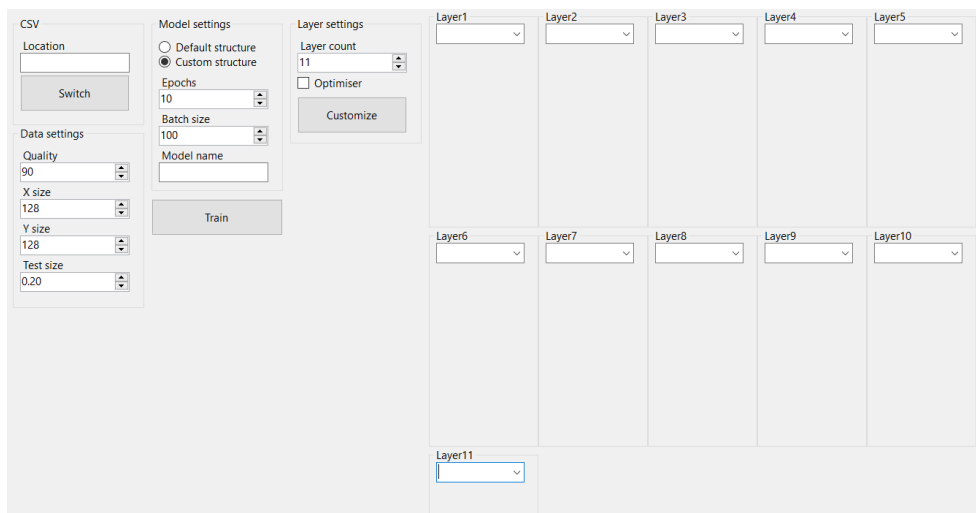 CSV
Location
Switch
Data settings
Quality
90
X size
128
Y size
128
Test size
0.20
Model settings
Default structure
Custom structure
Epochs
10
Batch size
100
Model name
Train
Layer settings
Layer count
11
Optimiser
Customize
Layer1
Layer2
Layer3
Layer4
Layer5
Layer6
Layer7
Layer8
Layer9
Layer10
Layer11